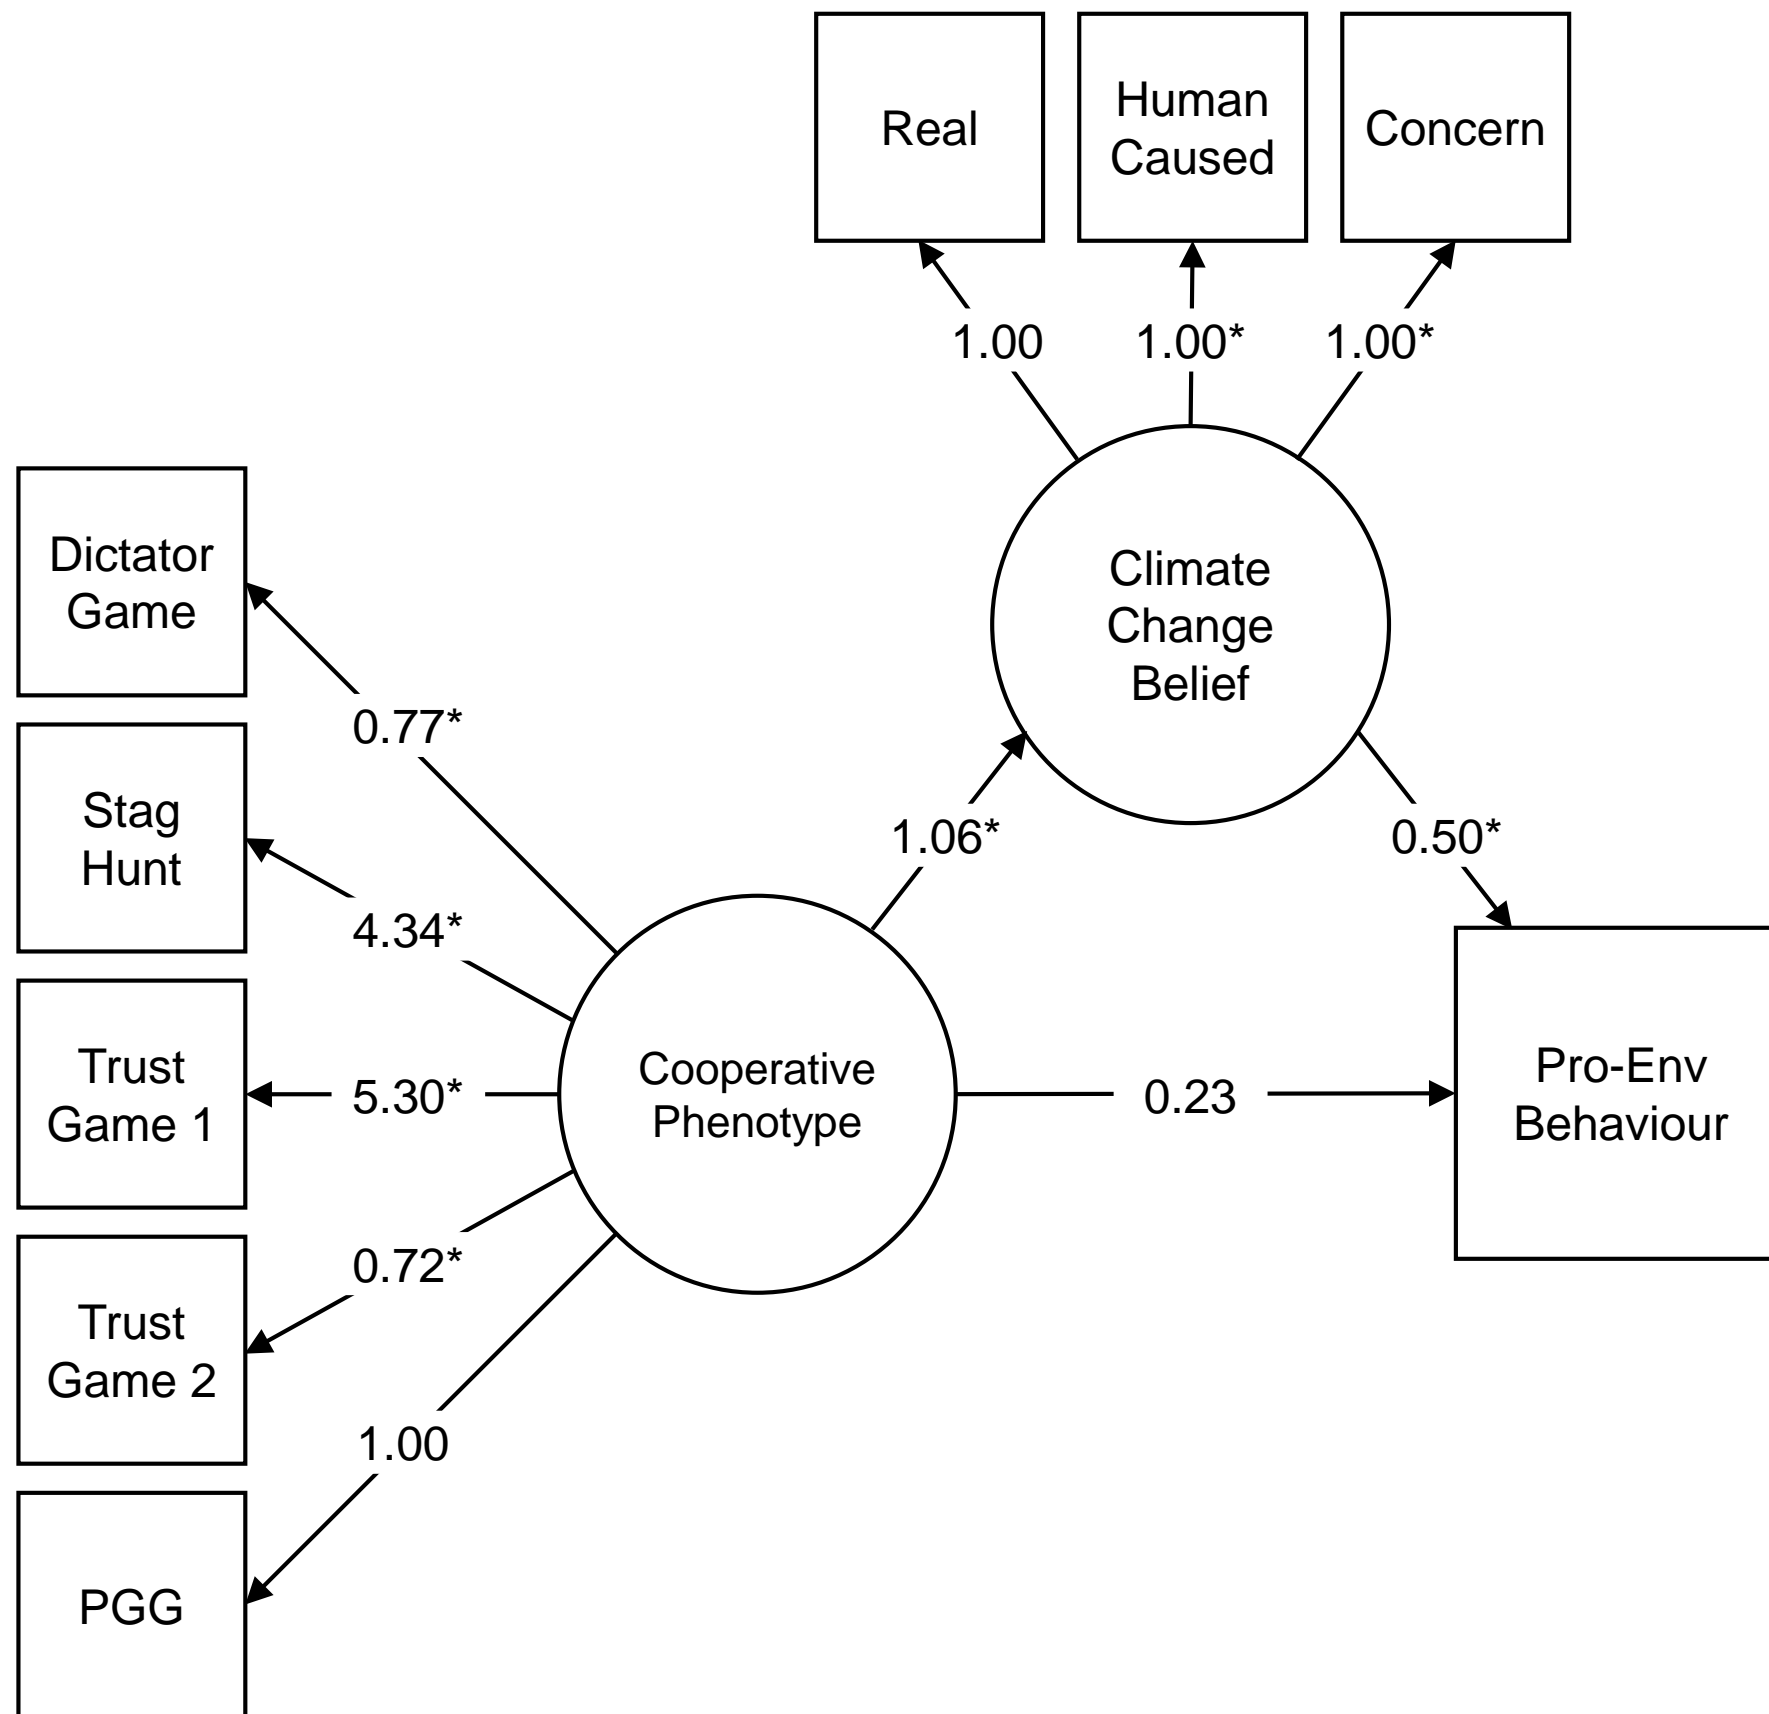 Real
Human
Caused
Concern
1.00
1.00*
1.00*
Climate
Change
Belief
Dictator
Game
0.77*
Stag
Hunt
4.34*
1.06*
0.50*
Trust
Game 1
5.30*
Cooperative
Phenotype
0.23
Pro-Env
Behaviour
Trust
Game 2
0.72*
1.00
PGG